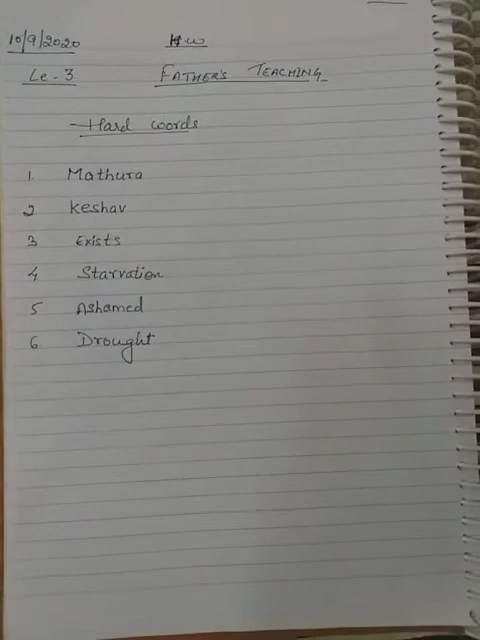 10/9/2020 H.W
Le-3 FATHER'S TEACHING
Hard words
1 Mathura
2 Keshav
3 Exists
4 Starvation
5 Ashamed
6 Drought